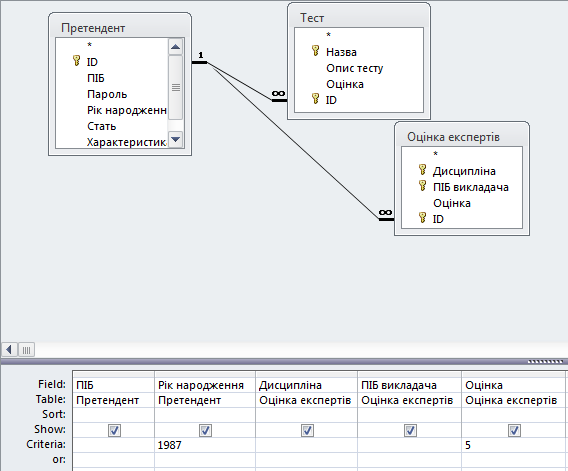 Претендент
*
ID
ПІБ
Пароль
Рік народженн
Стать
Характеристика
1
∞
∞
Тест
*
Назва
Опис тесту
Оцінка
ID
Оцінка експертів
*
Дисципліна
ПІБ викладача
Оцінка
ID
Field: ПІБ Рік народження Дисципліна ПІБ викладача Оцінка
Table: Претендент Претендент Оцінка експертів Оцінка експертів Оцінка експертів
Sort:
Show:
Criteria: 1987 5
or: